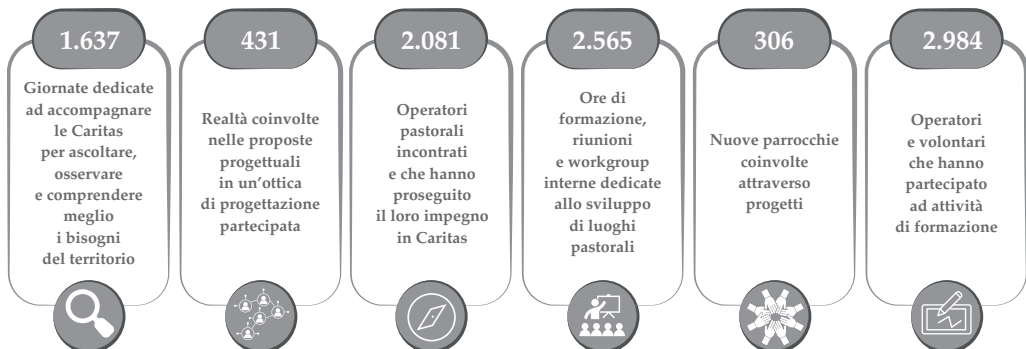 1.637
Giornate dedicate
ad accompagnare
le Caritas
per ascoltare,
osservare
e comprendere
meglio
i bisogni
del territorio
431
Realtà coinvolte
nelle proposte
progettuali
in un'ottica
di progettazione
partecipata
2.081
Operatori
pastorali
incontrati
e che hanno
proseguito
il loro impegno
in Caritas
2.565
Ore di
formazione,
riunioni
e workgroup
interne dedicate
allo sviluppo
di luoghi
pastorali
306
Nuove parrocchie
coinvolte
attraverso
progetti
2.984
Operatori
e volontari
che hanno
partecipato
ad attività
di formazione